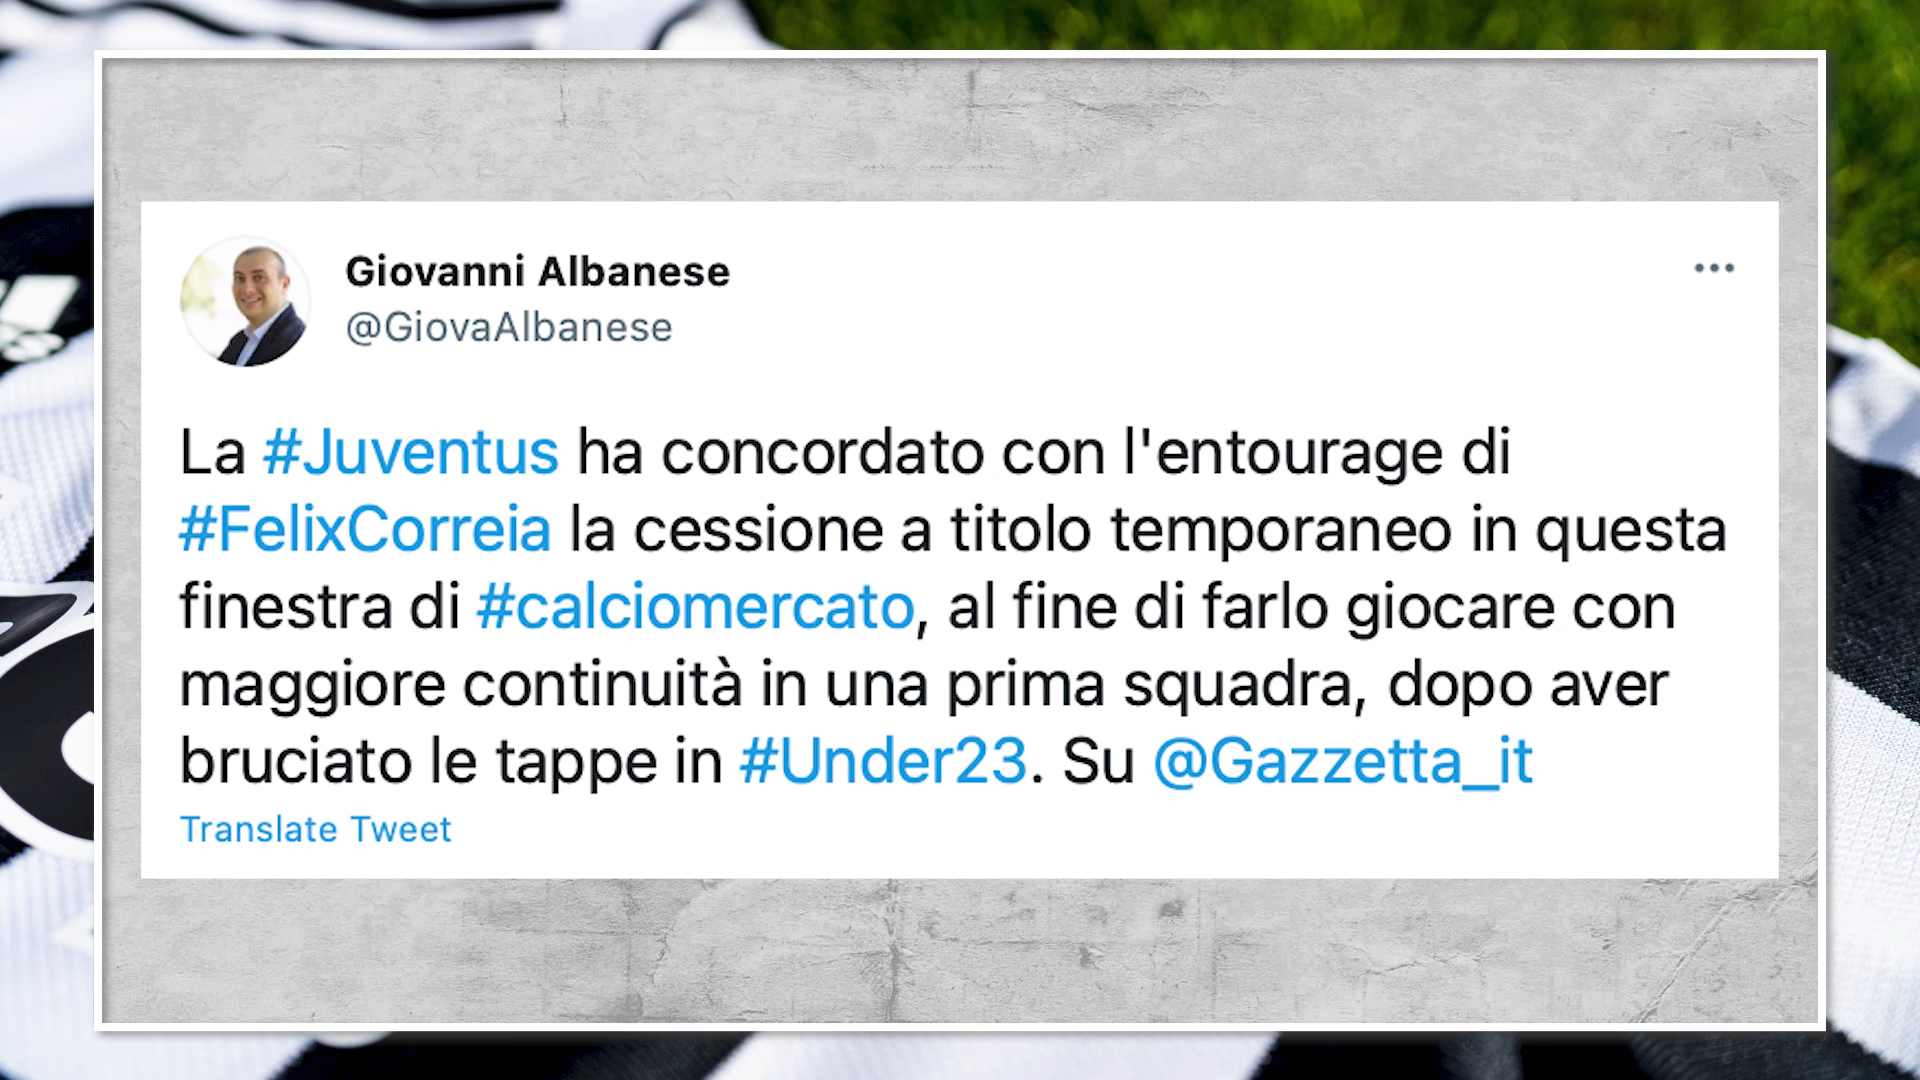 Giovanni Albanese
@GiovaAlbanese
La #Juventus ha concordato con l'entourage di
#FelixCorreia la cessione a titolo temporaneo in questa
finestra di #calciomercato, al fine di farlo giocare con
maggiore continuità in una prima squadra, dopo aver
bruciato le tappe in #Under23. Su @Gazzetta_it
Translate Tweet